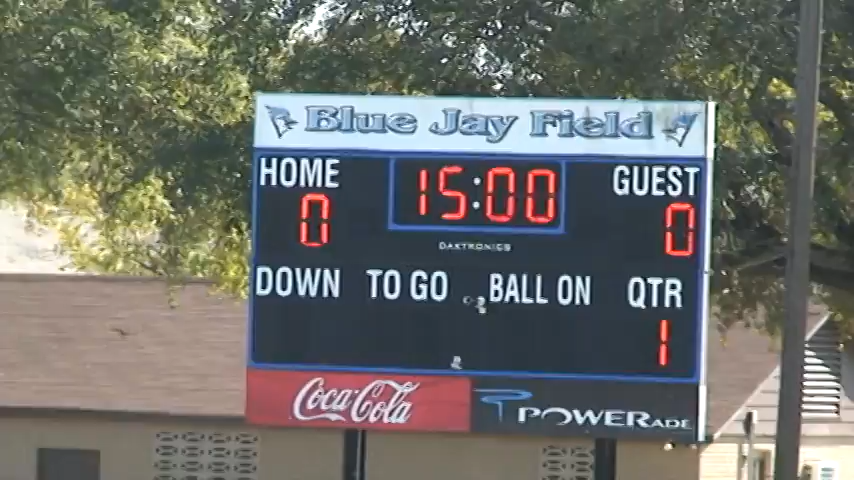 Blue Jay Field
HOME 15:00 GUEST
0 0
DAKTRONICS
DOWN TO GO BALL ON QTR
1
Coca-Cola POWERADE